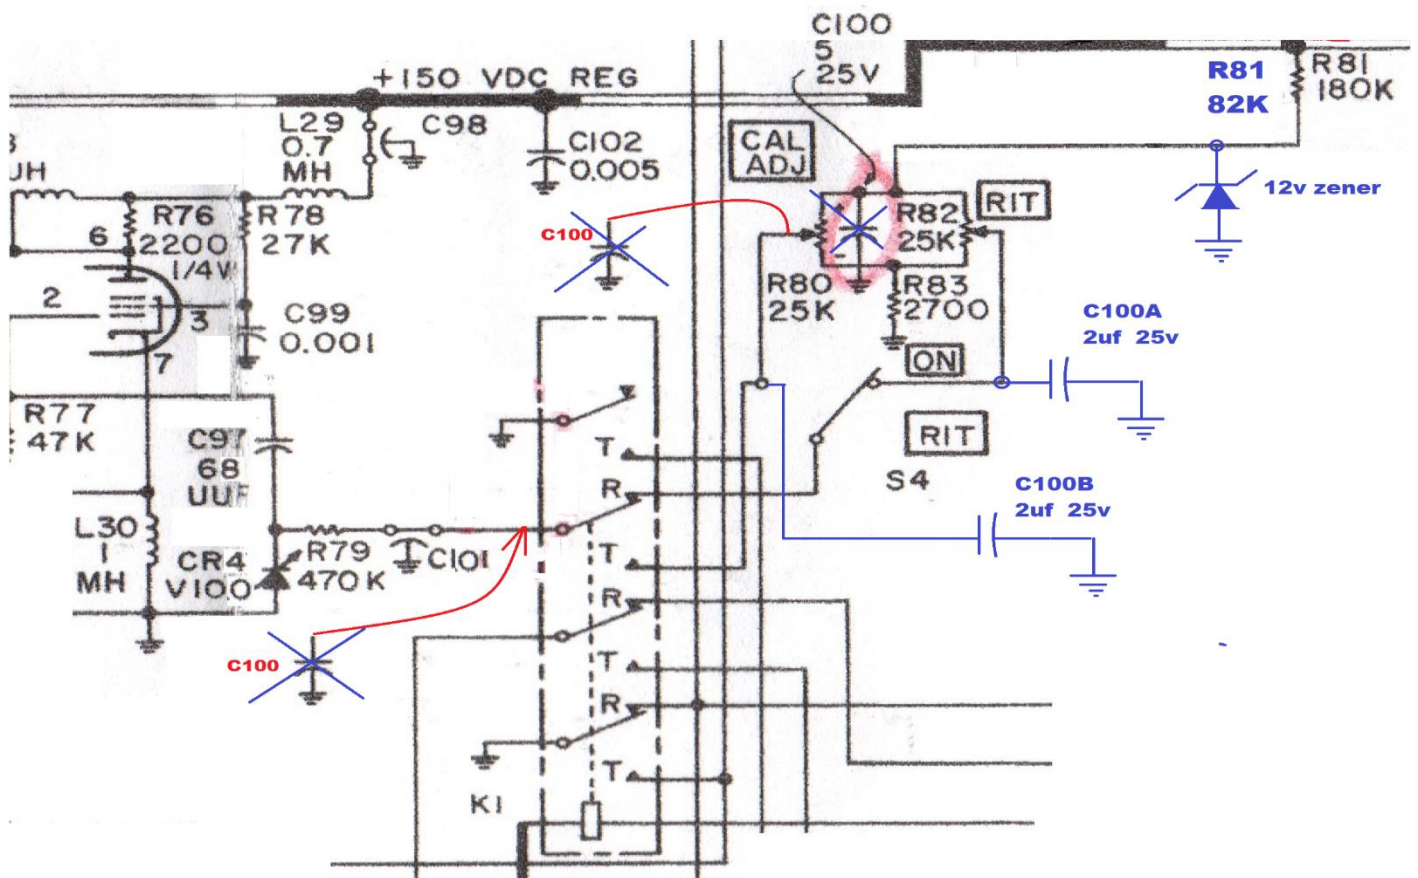 C100
5
25V
+150 VDC REG
R81
82K
R81
180K
L29
0.7
MH
C98
C102
0.005
CAL
ADJ
UH
R76
2200
1/4W
R78
27K
C100
R82
25K
RIT
12v zener
6
2
3
7
C99
0.001
R80
25K
R83
2700
C100A
2uf 25v
ON
R77
47K
C97
68
UUF
T
RIT
R
S4
C100B
2uf 25v
L30
1
MH
CR4
V100
R79
470K
C101
T
R
C100
T
R
T
K1